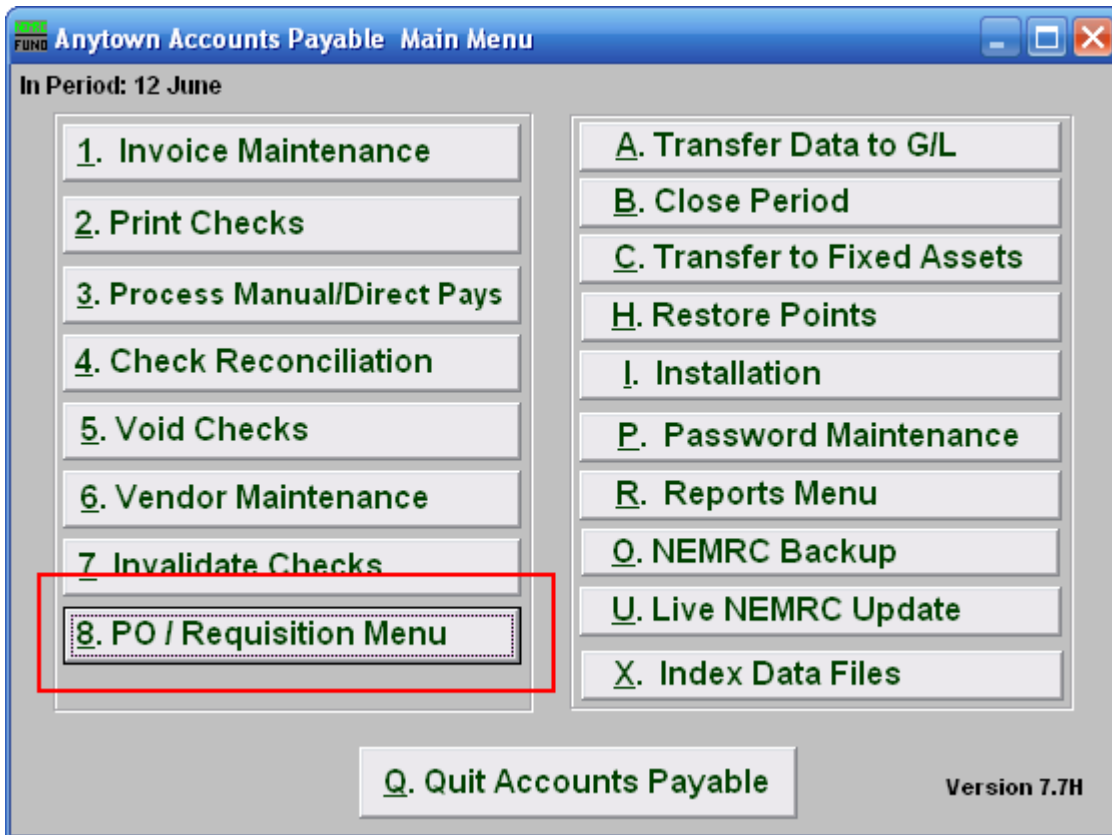 NEMRC
FUND
Anytown Accounts Payable Main Menu
In Period: 12 June
1. Invoice Maintenance
2. Print Checks
3. Process Manual/Direct Pays
4. Check Reconciliation
5. Void Checks
6. Vendor Maintenance
7. Invalidate Checks
8. PO / Requisition Menu
A. Transfer Data to G/L
B. Close Period
C. Transfer to Fixed Assets
H. Restore Points
I. Installation
P. Password Maintenance
R. Reports Menu
O. NEMRC Backup
U. Live NEMRC Update
X. Index Data Files
Q. Quit Accounts Payable
Version 7.7H